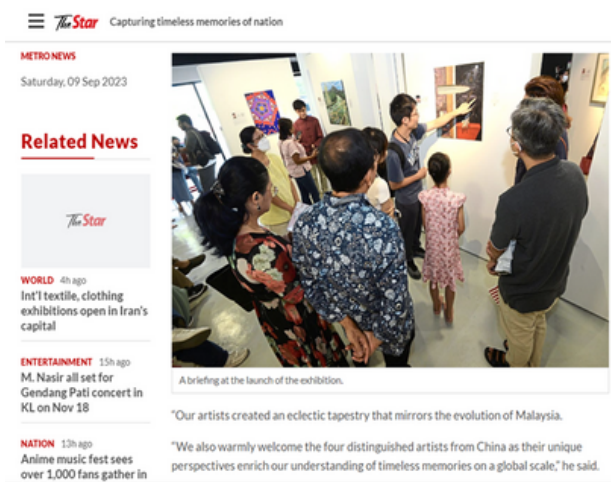 The Star
Capturing timeless memories of nation
METRO NEWS
Saturday, 09 Sep 2023
Related News
The Star
WORLD 4h ago
Int'l textile, clothing
exhibitions open in Iran's
capital
ENTERTAINMENT 15h ago
M. Nasir all set for
Gendang Pati concert in
KL on Nov 18
NATION 13h ago
Anime music fest sees
over 1,000 fans gather in
A briefing at the launch of the exhibition.
"Our artists created an eclectic tapestry that mirrors the evolution of Malaysia.
"We also warmly welcome the four distinguished artists from China as their unique
perspectives enrich our understanding of timeless memories on a global scale," he said.